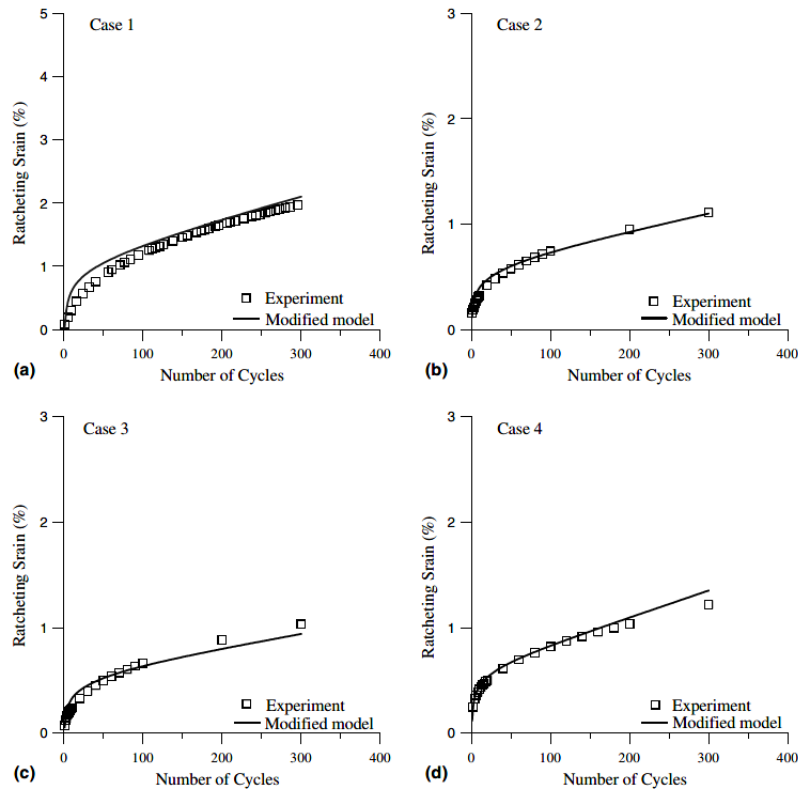 Case 1
Ratcheting Srain (%)
5
4
3
2
1
0
0 100 200 300 400
Experiment
Modified model
(a)
Number of Cycles
Case 2
Ratcheting Srain (%)
3
2
1
0
0 100 200 300 400
Experiment
Modified model
(b)
Number of Cycles
Case 3
Ratcheting Srain (%)
3
2
1
0
0 100 200 300 400
Experiment
Modified model
(c)
Number of Cycles
Case 4
Ratcheting Srain (%)
3
2
1
0
0 100 200 300 400
Experiment
Modified model
(d)
Number of Cycles